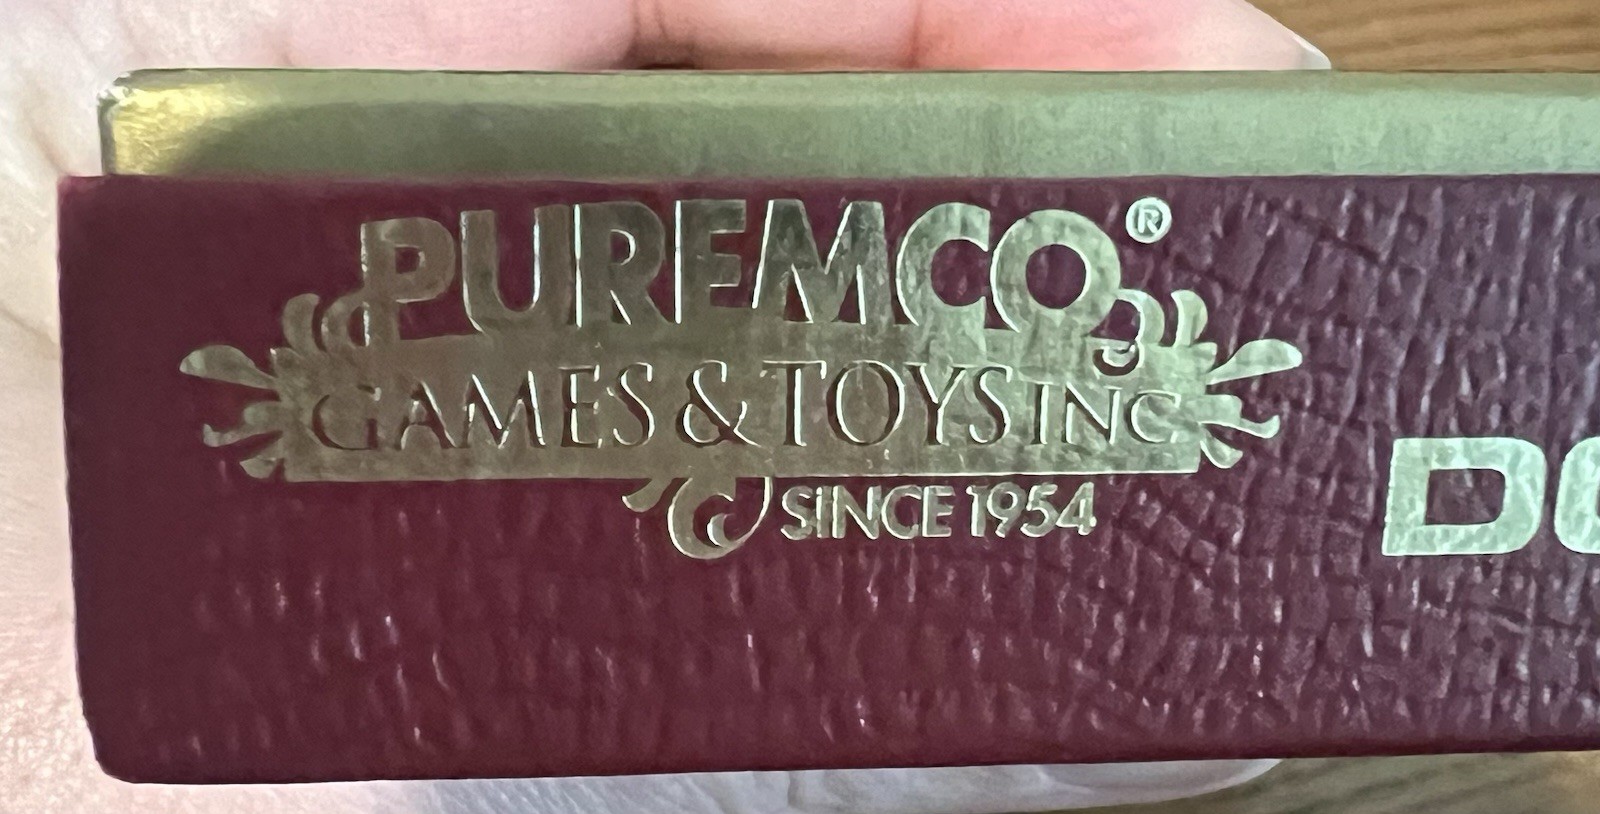 PUREMCO®
GAMES & TOYS INC
SINCE 1954